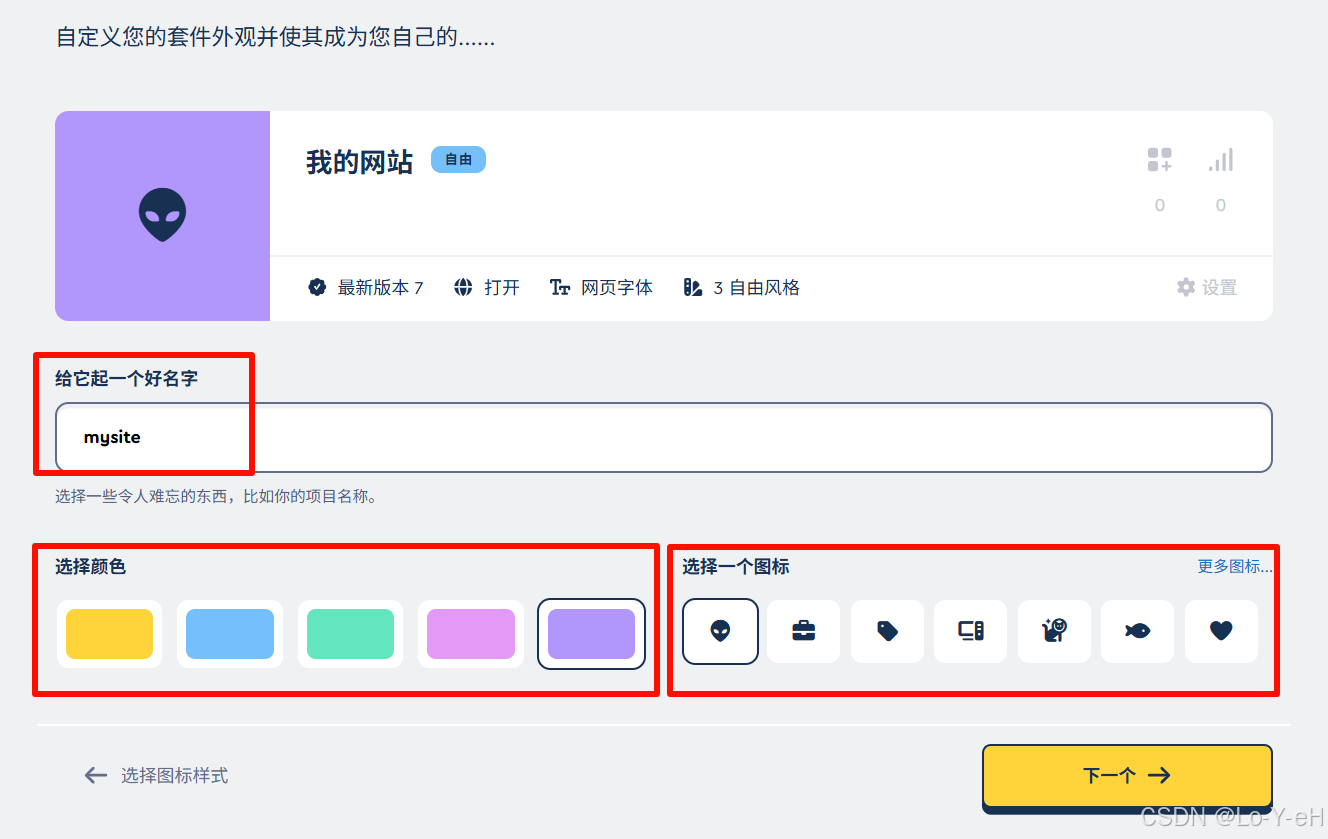 自定义您的套件外观并使其成为您自己的......
我的网站 自由
0 0
最新版本 7 打开 网页字体 3 自由风格 设置
给它起一个好名字
mysite
选择一些令人难忘的东西，比如你的项目名称。
选择颜色 选择一个图标 更多图标...
选择图标样式 下一个
CSDN @Lo-Y-eH